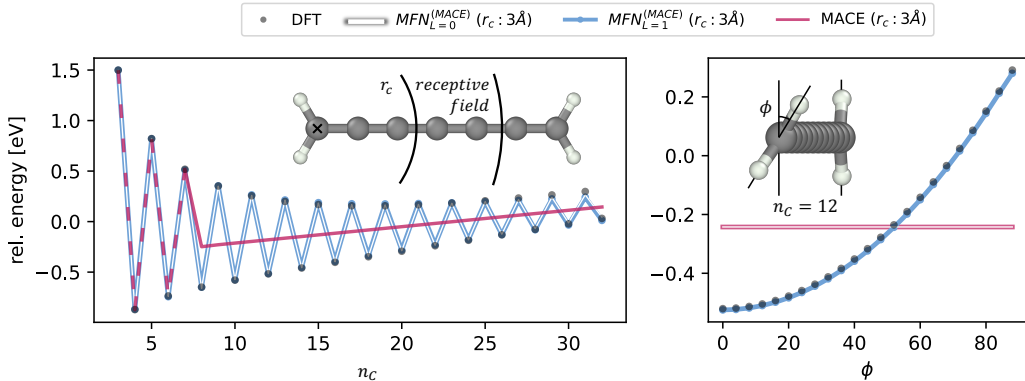 DFT MFN_{L=0}^{(MACE)} (r_c : 3Å) MFN_{L=1}^{(MACE)} (r_c : 3Å) MACE (r_c : 3Å)
rel. energy [eV]
1.5
1.0
0.5
0.0
−0.5
r_c receptive
field
5 10 15 20 25 30
n_C
0.2
0.0
−0.2
−0.4
ϕ
n_C = 12
0 20 40 60 80
ϕ